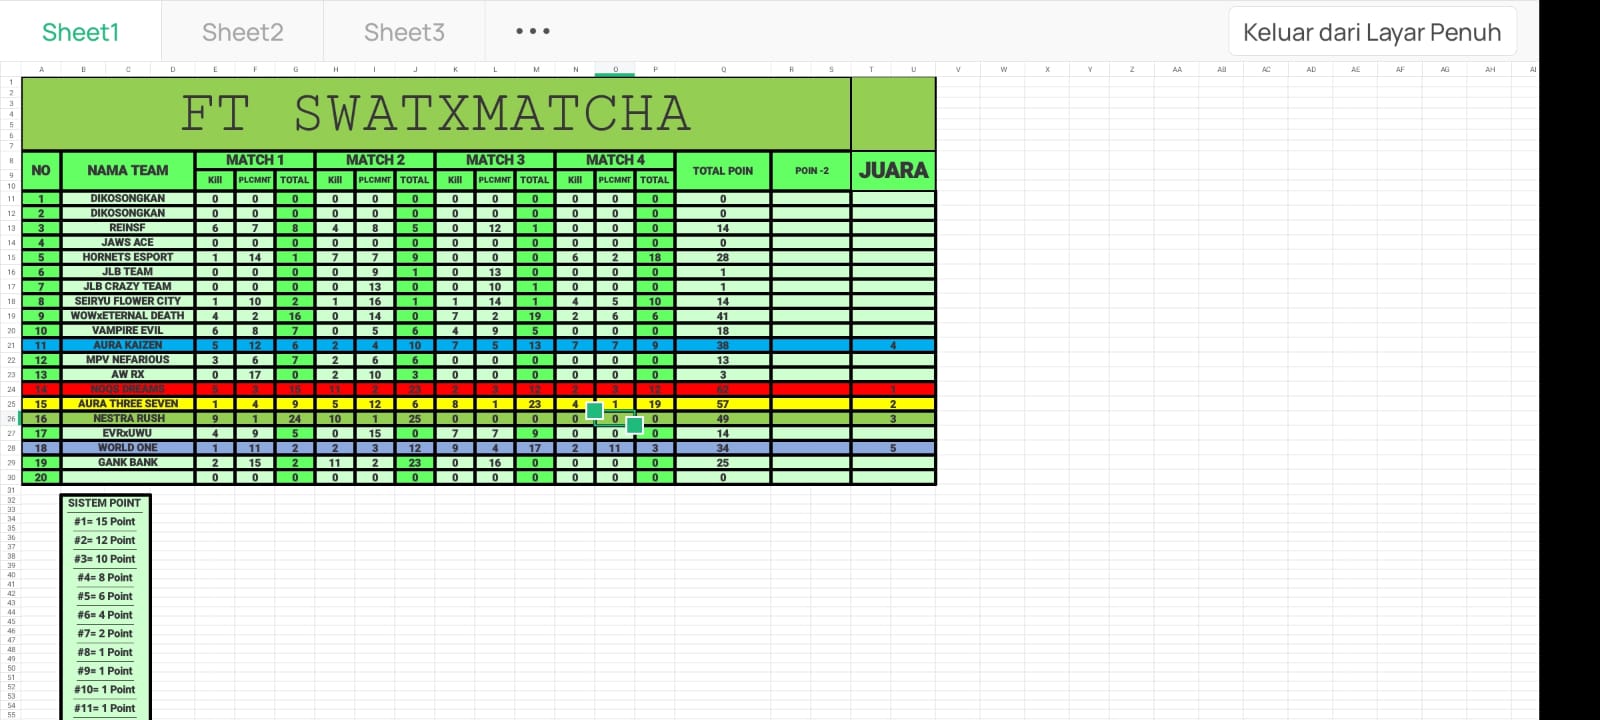 Sheet1 Sheet2 Sheet3 ••• Keluar dari Layar Penuh
A B C D E F G H I J K L M N O P Q R S T U V W X Y Z AA AB AC AD AE AF AG AH AI
FT SWATXMATCHA
NO NAMA TEAM MATCH 1 MATCH 2 MATCH 3 MATCH 4 TOTAL POIN POIN -2 JUARA
Kill PLCMNT TOTAL Kill PLCMNT TOTAL Kill PLCMNT TOTAL Kill PLCMNT TOTAL
1 DIKOSONGKAN 0 0 0 0 0 0 0 0 0 0 0 0 0
2 DIKOSONGKAN 0 0 0 0 0 0 0 0 0 0 0 0 0
3 REINSF 6 7 8 4 8 5 0 12 1 0 0 0 14
4 JAWS ACE 0 0 0 0 0 0 0 0 0 0 0 0 0
5 HORNETS ESPORT 1 14 1 7 7 9 0 0 0 6 2 18 28
6 JLB TEAM 0 0 0 0 9 1 0 13 0 0 0 0 1
7 JLB CRAZY TEAM 0 0 0 0 13 0 0 10 1 0 0 0 1
8 SEIRYU FLOWER CITY 1 10 2 1 16 1 1 14 1 4 5 10 14
9 WOWxETERNAL DEATH 4 2 16 0 14 0 7 2 19 2 6 6 41
10 VAMPIRE EVIL 6 8 7 0 5 6 4 9 5 0 0 0 18
11 AURA KAIZEN 5 12 6 2 4 10 7 5 13 7 7 9 38 4
12 MPV NEFARIOUS 3 6 7 2 6 6 0 0 0 0 0 0 13
13 AW RX 0 17 0 2 10 3 0 0 0 0 0 0 3
14 NOOS DREAMS 5 3 15 11 2 23 2 3 12 2 3 12 62 1
15 AURA THREE SEVEN 1 4 9 5 12 6 8 1 23 4 1 19 57 2
16 NESTRA RUSH 9 1 24 10 1 25 0 0 0 0 0 0 49 3
17 EVRxUWU 4 9 5 0 15 0 7 7 9 0 0 0 14
18 WORLD ONE 1 11 2 2 3 12 9 4 17 2 11 3 34 5
19 GANK BANK 2 15 2 11 2 23 0 16 0 0 0 0 25
20 0 0 0 0 0 0 0 0 0 0 0 0 0
SISTEM POINT
#1= 15 Point
#2= 12 Point
#3= 10 Point
#4= 8 Point
#5= 6 Point
#6= 4 Point
#7= 2 Point
#8= 1 Point
#9= 1 Point
#10= 1 Point
#11= 1 Point